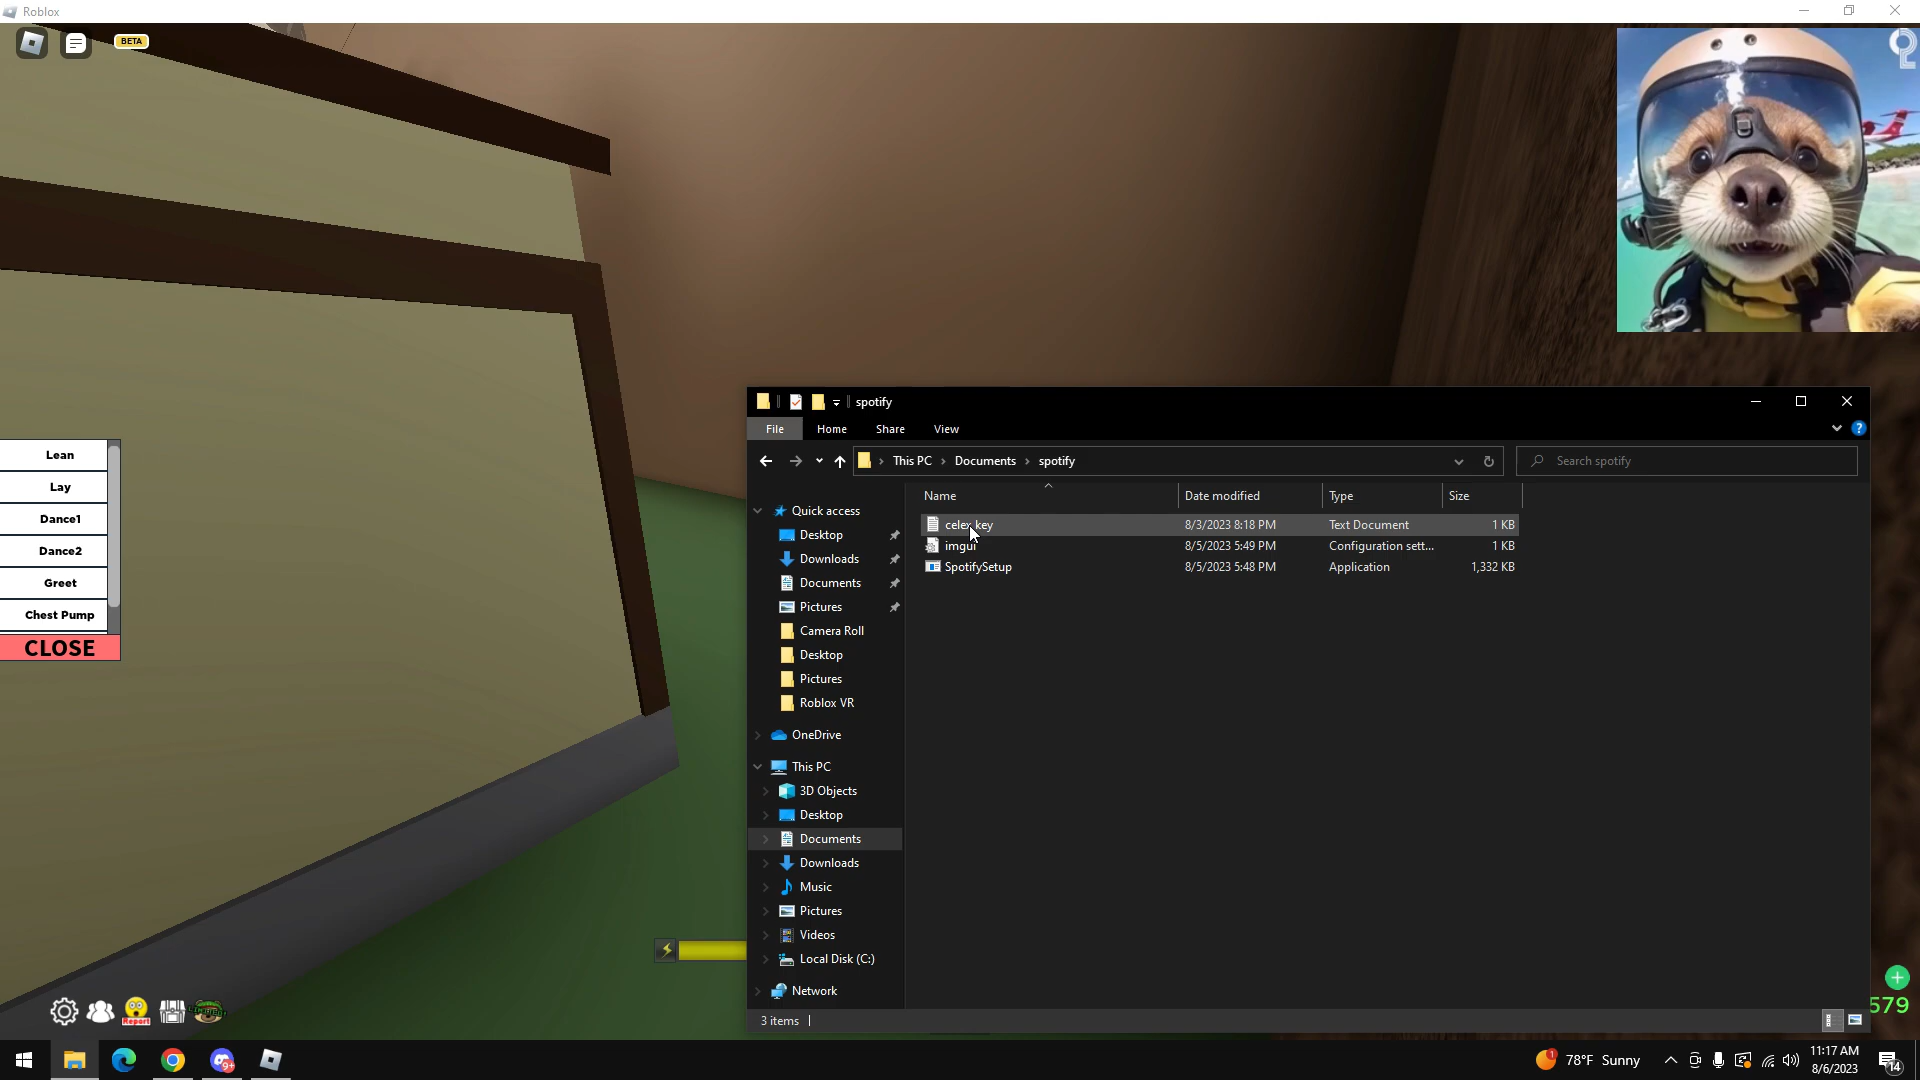 Roblox
BETA
Lean
Lay
Dance1
Dance2
Greet
Chest Pump
CLOSE
Report
spotify
File
Home
Share
View
This PC
Documents
spotify
Search spotify
Name
Date modified
Type
Size
celex key
8/3/2023 8:18 PM
Text Document
1 KB
imgui
8/5/2023 5:49 PM
Configuration sett...
1 KB
SpotifySetup
8/5/2023 5:48 PM
Application
1,332 KB
Quick access
Desktop
Downloads
Documents
Pictures
Camera Roll
Desktop
Pictures
Roblox VR
OneDrive
This PC
3D Objects
Desktop
Documents
Downloads
Music
Pictures
Videos
Local Disk (C:)
Network
3 items
579
78°F Sunny
11:17 AM
8/6/2023
14